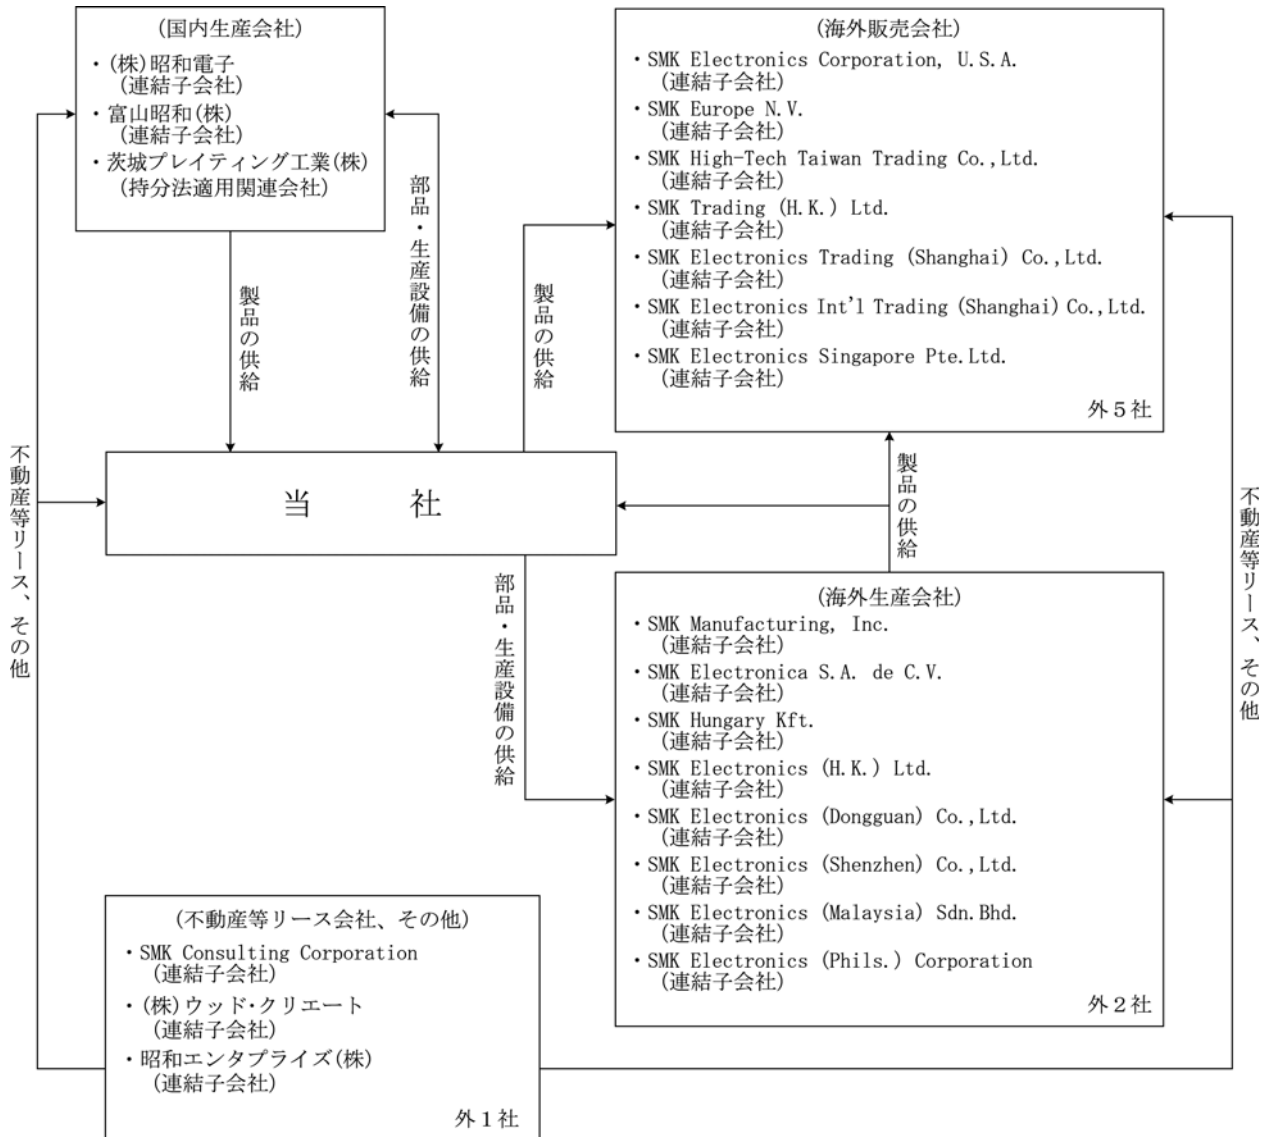 (国内生産会社)
・(株)昭和電子
(連結子会社)
・富山昭和(株)
(連結子会社)
・茨城プレイティング工業(株)
(持分法適用関連会社)
(海外販売会社)
・SMK Electronics Corporation, U.S.A.
(連結子会社)
・SMK Europe N.V.
(連結子会社)
・SMK High-Tech Taiwan Trading Co.,Ltd.
(連結子会社)
・SMK Trading (H.K.) Ltd.
(連結子会社)
・SMK Electronics Trading (Shanghai) Co.,Ltd.
(連結子会社)
・SMK Electronics Int'l Trading (Shanghai) Co.,Ltd.
(連結子会社)
・SMK Electronics Singapore Pte.Ltd.
(連結子会社)
外5社
製品の供給
部品・生産設備の供給
製品の供給
不動産等リース、その他
当 社
製品の供給
不動産等リース、その他
部品・生産設備の供給
(海外生産会社)
・SMK Manufacturing, Inc.
(連結子会社)
・SMK Electronica S.A. de C.V.
(連結子会社)
・SMK Hungary Kft.
(連結子会社)
・SMK Electronics (H.K.) Ltd.
(連結子会社)
・SMK Electronics (Dongguan) Co.,Ltd.
(連結子会社)
・SMK Electronics (Shenzhen) Co.,Ltd.
(連結子会社)
・SMK Electronics (Malaysia) Sdn.Bhd.
(連結子会社)
・SMK Electronics (Phils.) Corporation
(連結子会社)
外2社
(不動産等リース会社、その他)
・SMK Consulting Corporation
(連結子会社)
・(株)ウッド・クリエート
(連結子会社)
・昭和エンタプライズ(株)
(連結子会社)
外1社